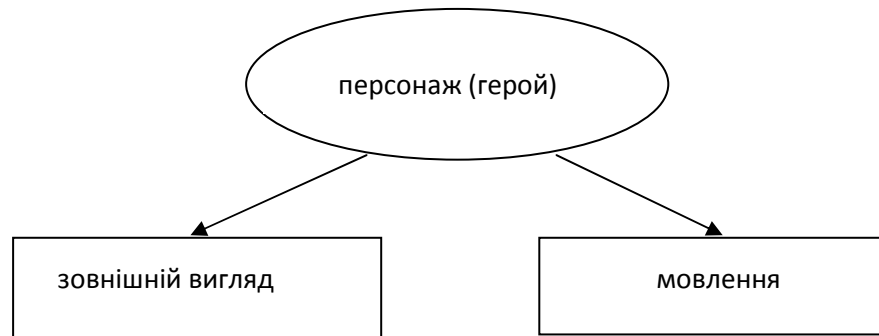 персонаж (герой)
зовнішній вигляд
мовлення